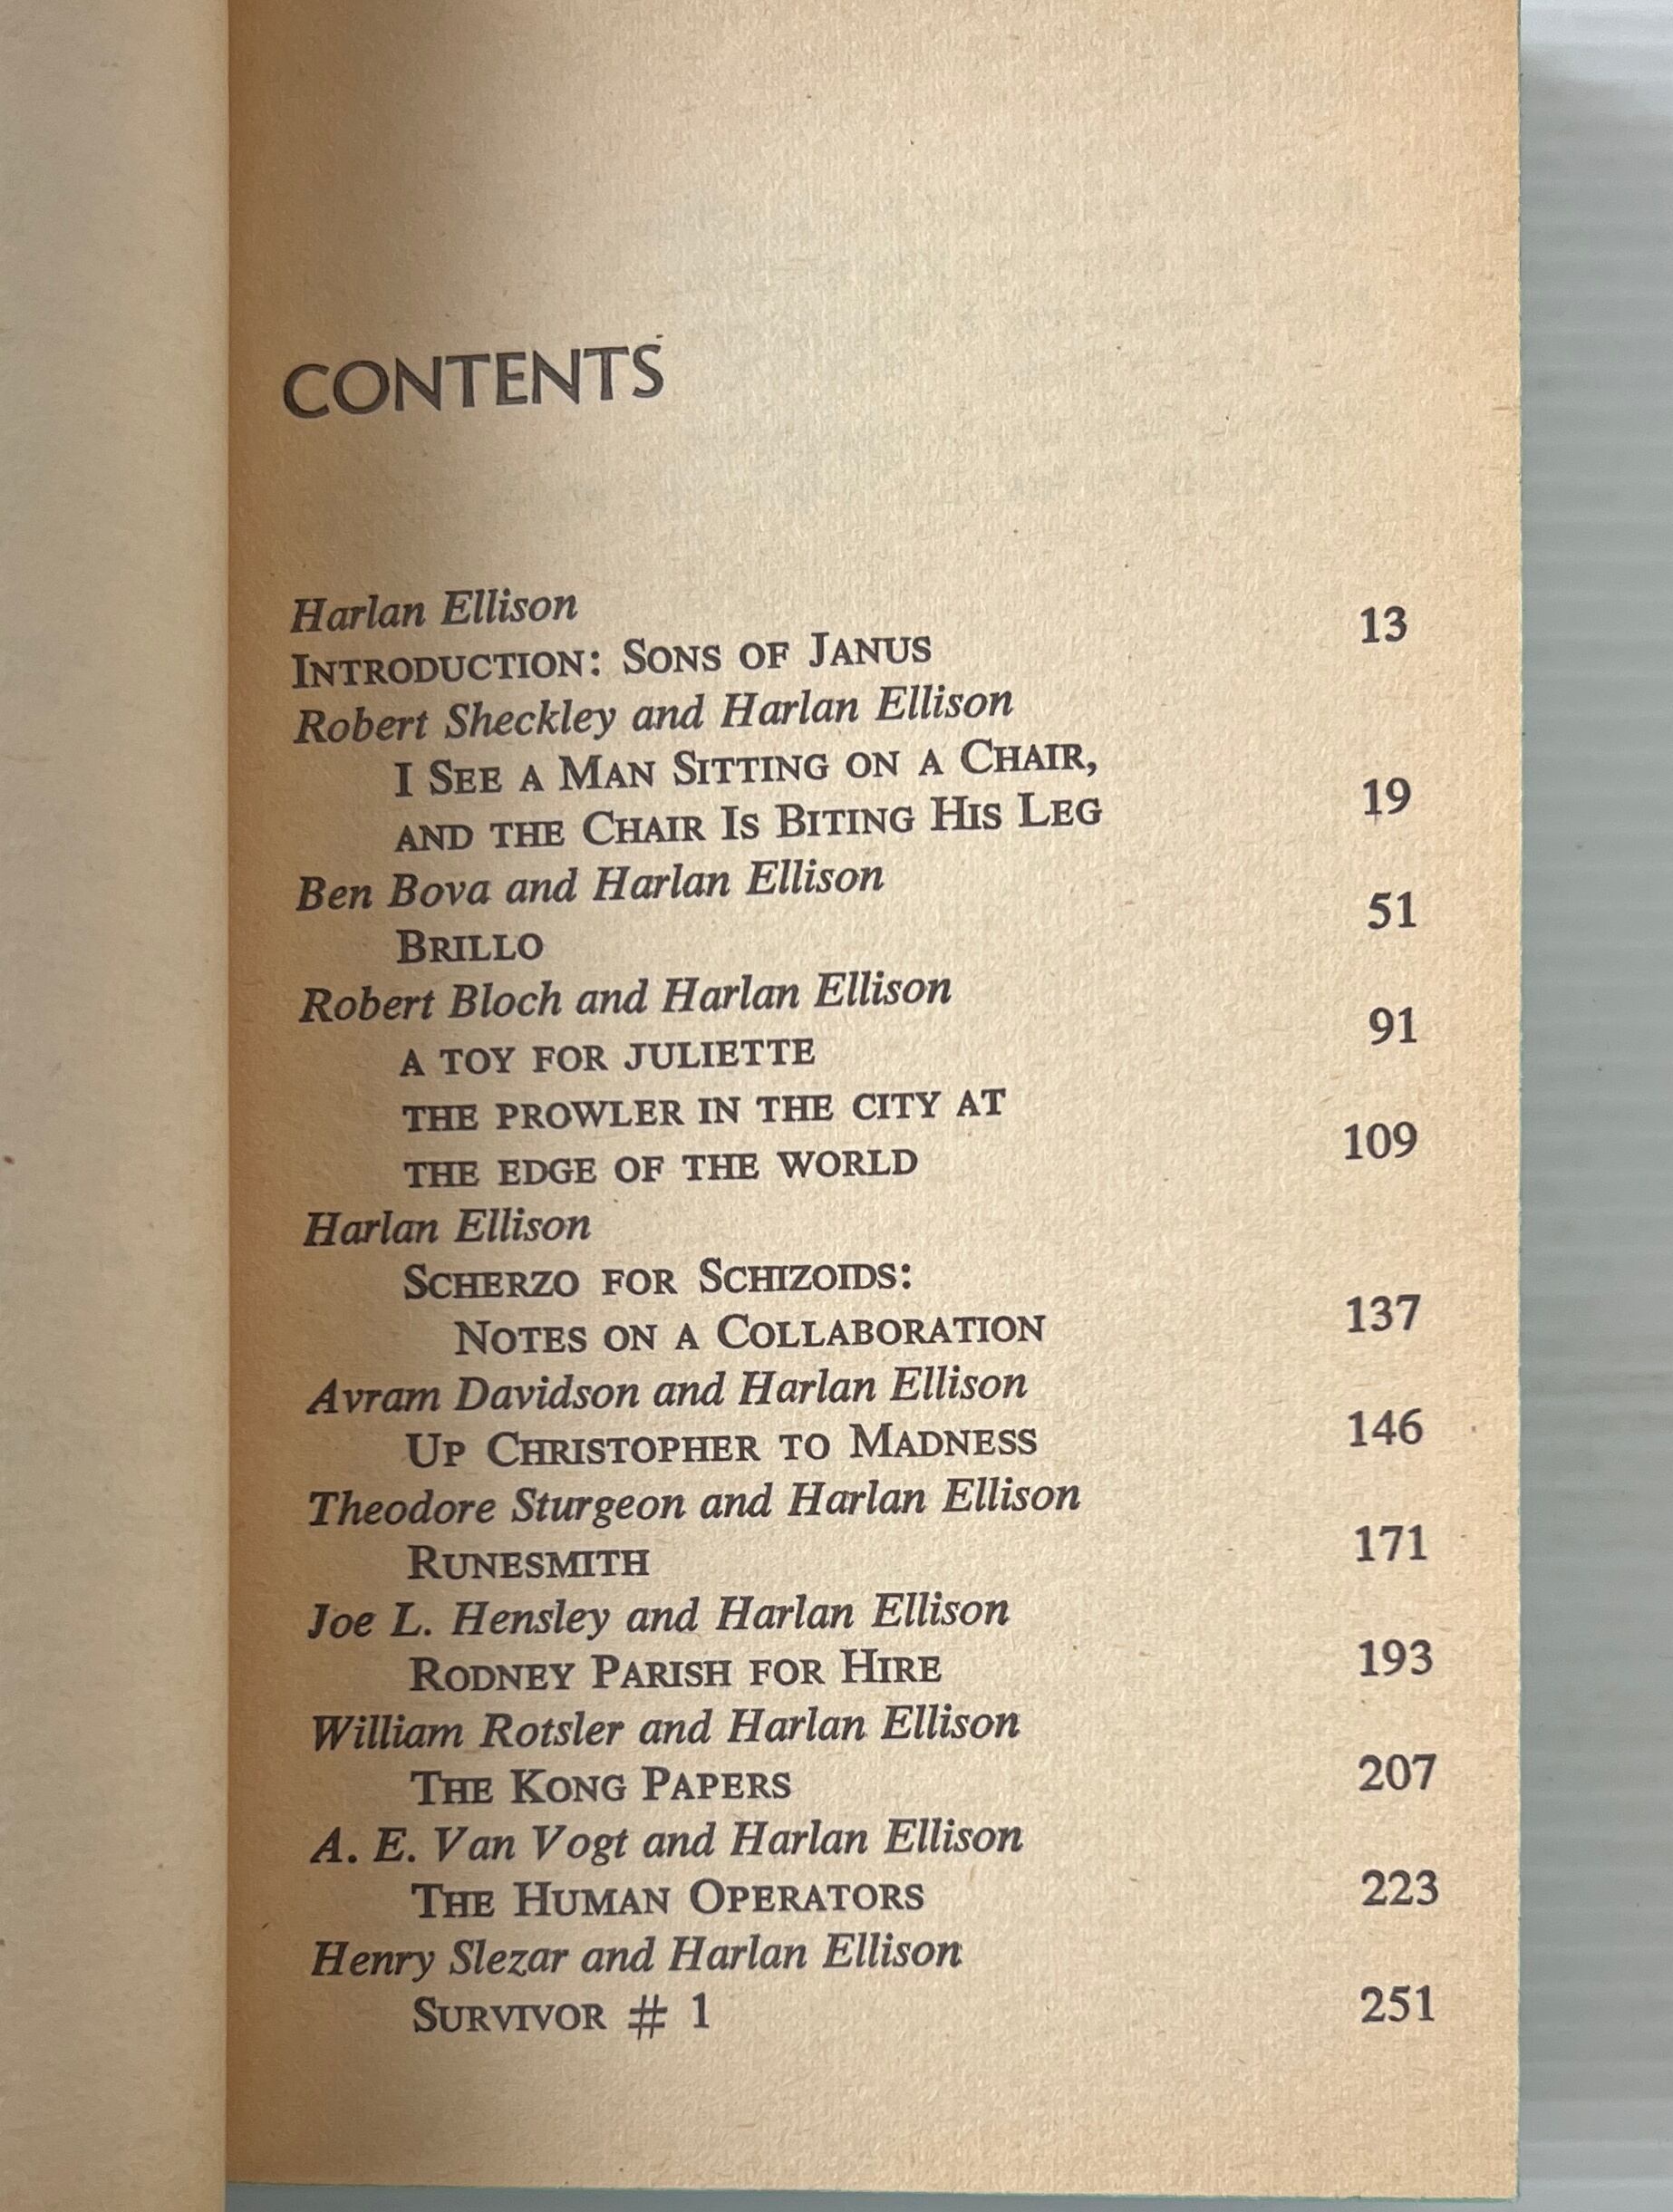 CONTENTS
Harlan Ellison
INTRODUCTION: SONS OF JANUS 13
Robert Sheckley and Harlan Ellison
I SEE A MAN SITTING ON A CHAIR,
AND THE CHAIR IS BITING HIS LEG 19
Ben Bova and Harlan Ellison
BRILLO 51
Robert Bloch and Harlan Ellison
A TOY FOR JULIETTE 91
THE PROWLER IN THE CITY AT
THE EDGE OF THE WORLD 109
Harlan Ellison
SCHERZO FOR SCHIZOIDS:
NOTES ON A COLLABORATION 137
Avram Davidson and Harlan Ellison
UP CHRISTOPHER TO MADNESS 146
Theodore Sturgeon and Harlan Ellison
RUNESMITH 171
Joe L. Hensley and Harlan Ellison
RODNEY PARISH FOR HIRE 193
William Rotsler and Harlan Ellison
THE KONG PAPERS 207
A. E. Van Vogt and Harlan Ellison
THE HUMAN OPERATORS 223
Henry Slezar and Harlan Ellison
SURVIVOR # 1 251